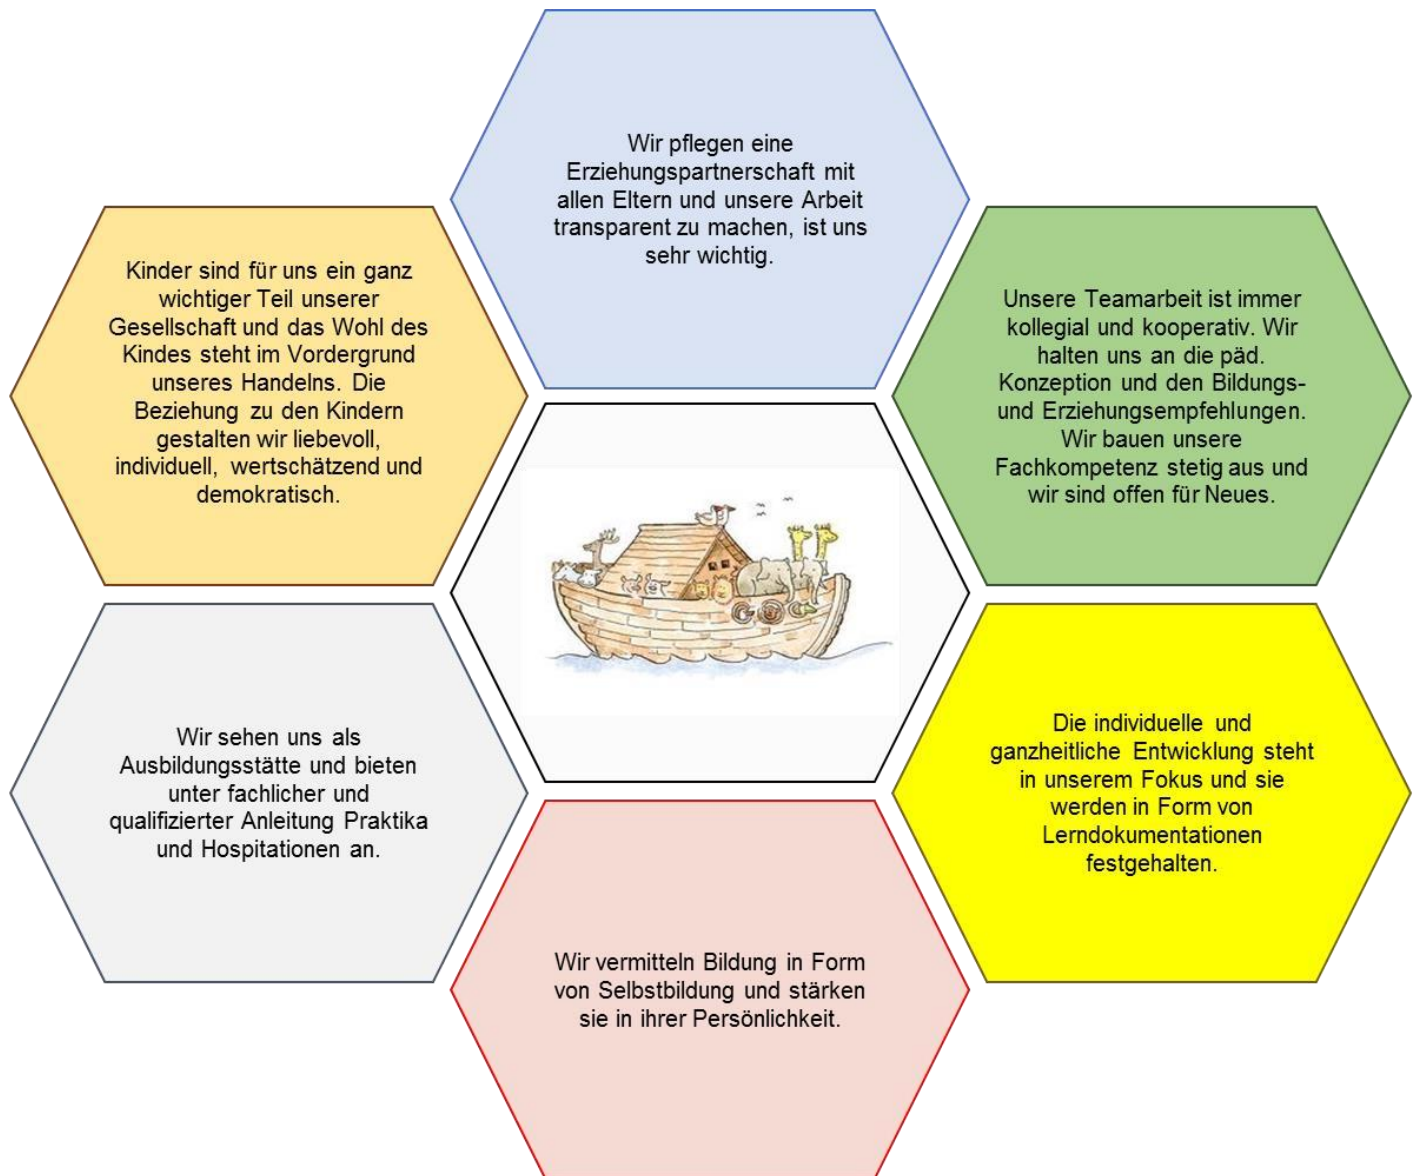 Wir pflegen eine
Erziehungspartnerschaft mit
allen Eltern und unsere Arbeit
transparent zu machen, ist uns
sehr wichtig.
Kinder sind für uns ein ganz
wichtiger Teil unserer
Gesellschaft und das Wohl des
Kindes steht im Vordergrund
unseres Handelns. Die
Beziehung zu den Kindern
gestalten wir liebevoll,
individuell, wertschätzend und
demokratisch.
Unsere Teamarbeit ist immer
kollegial und kooperativ. Wir
halten uns an die päd.
Konzeption und den Bildungs-
und Erziehungsempfehlungen.
Wir bauen unsere
Fachkompetenz stetig aus und
wir sind offen für Neues.
Wir sehen uns als
Ausbildungsstätte und bieten
unter fachlicher und
qualifizierter Anleitung Praktika
und Hospitationen an.
Die individuelle und
ganzheitliche Entwicklung steht
in unserem Fokus und sie
werden in Form von
Lerndokumentationen
festgehalten.
Wir vermitteln Bildung in Form
von Selbstbildung und stärken
sie in ihrer Persönlichkeit.